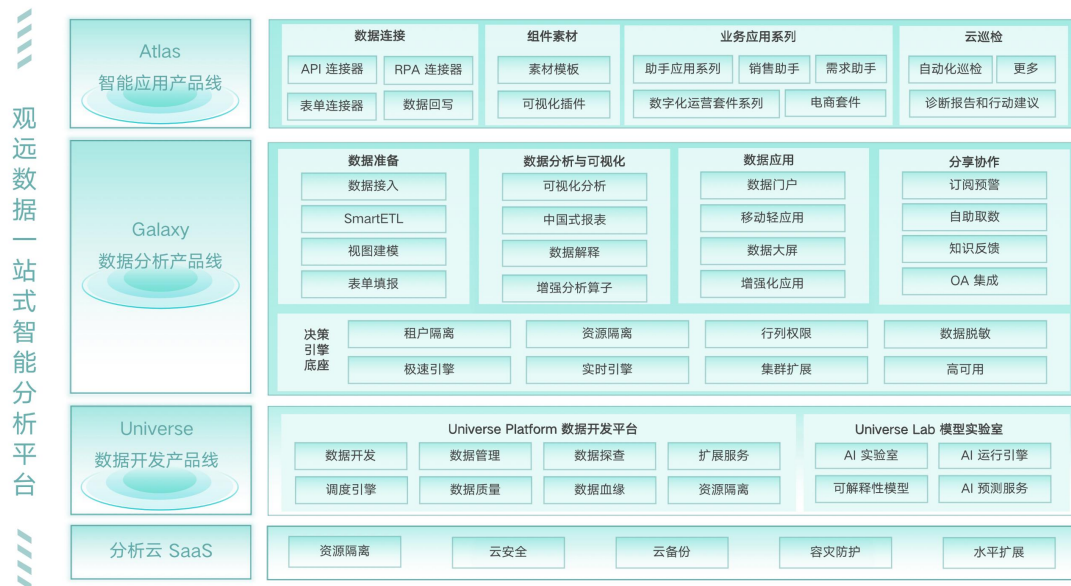 观远数据一站式智能分析平台
Atlas
智能应用产品线
数据连接
API 连接器
RPA 连接器
表单连接器
数据回写
组件素材
素材模板
可视化插件
业务应用系列
助手应用系列
销售助手
需求助手
数字化运营套件系列
电商套件
云巡检
自动化巡检
更多
诊断报告和行动建议
Galaxy
数据分析产品线
数据准备
数据接入
SmartETL
视图建模
表单填报
数据分析与可视化
可视化分析
中国式报表
数据解释
增强分析算子
数据应用
数据门户
移动轻应用
数据大屏
增强化应用
分享协作
订阅预警
自助取数
知识反馈
OA 集成
决策
引擎
底座
租户隔离
资源隔离
行列权限
数据脱敏
极速引擎
实时引擎
集群扩展
高可用
Universe
数据开发产品线
Universe Platform 数据开发平台
数据开发
数据管理
数据探查
扩展服务
调度引擎
数据质量
数据血缘
资源隔离
Universe Lab 模型实验室
AI 实验室
AI 运行引擎
可解释性模型
AI 预测服务
分析云 SaaS
资源隔离
云安全
云备份
容灾防护
水平扩展